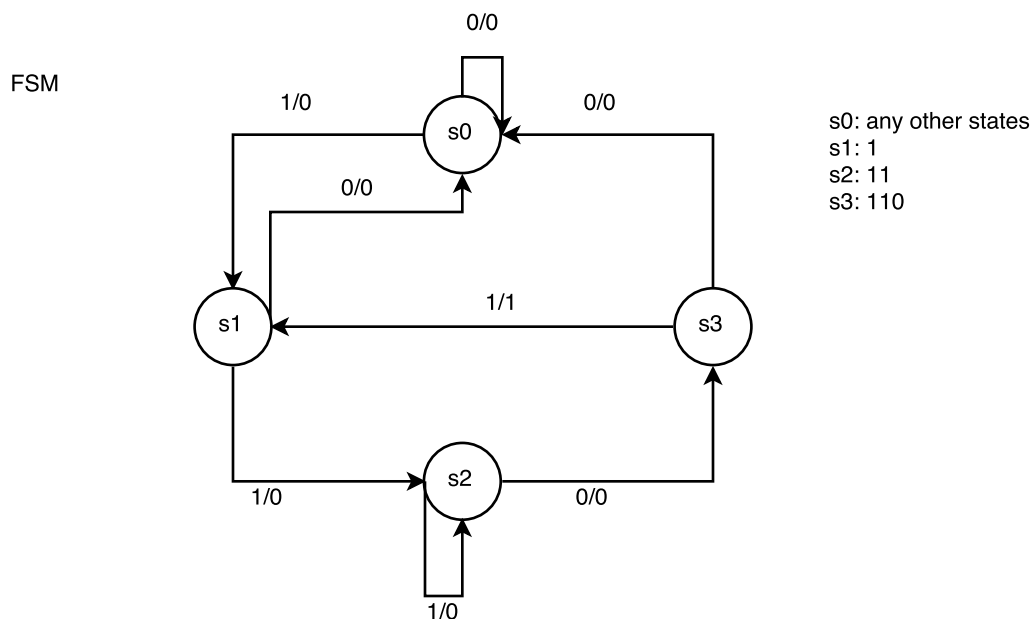 0/0
FSM
1/0
0/0
s0
s0: any other states
s1: 1
s2: 11
s3: 110
0/0
1/1
s1
s3
s2
1/0
0/0
1/0